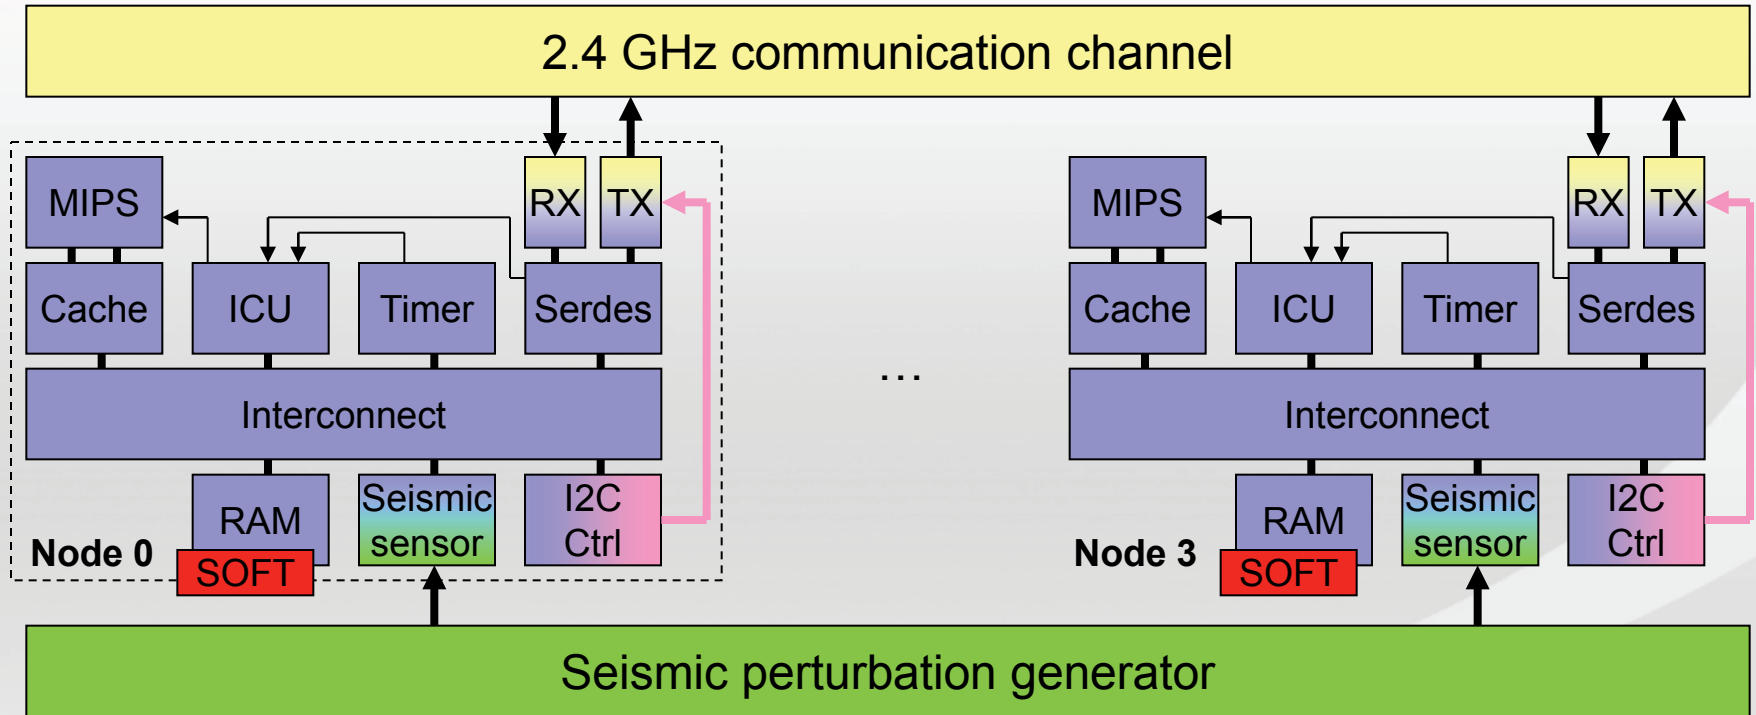 2.4 GHz communication channel
MIPS
RX
TX
Cache
ICU
Timer
Serdes
Interconnect
RAM
SOFT
Seismic
sensor
I2C
Ctrl
Node 0
...
MIPS
RX
TX
Cache
ICU
Timer
Serdes
Interconnect
RAM
SOFT
Seismic
sensor
I2C
Ctrl
Node 3
Seismic perturbation generator